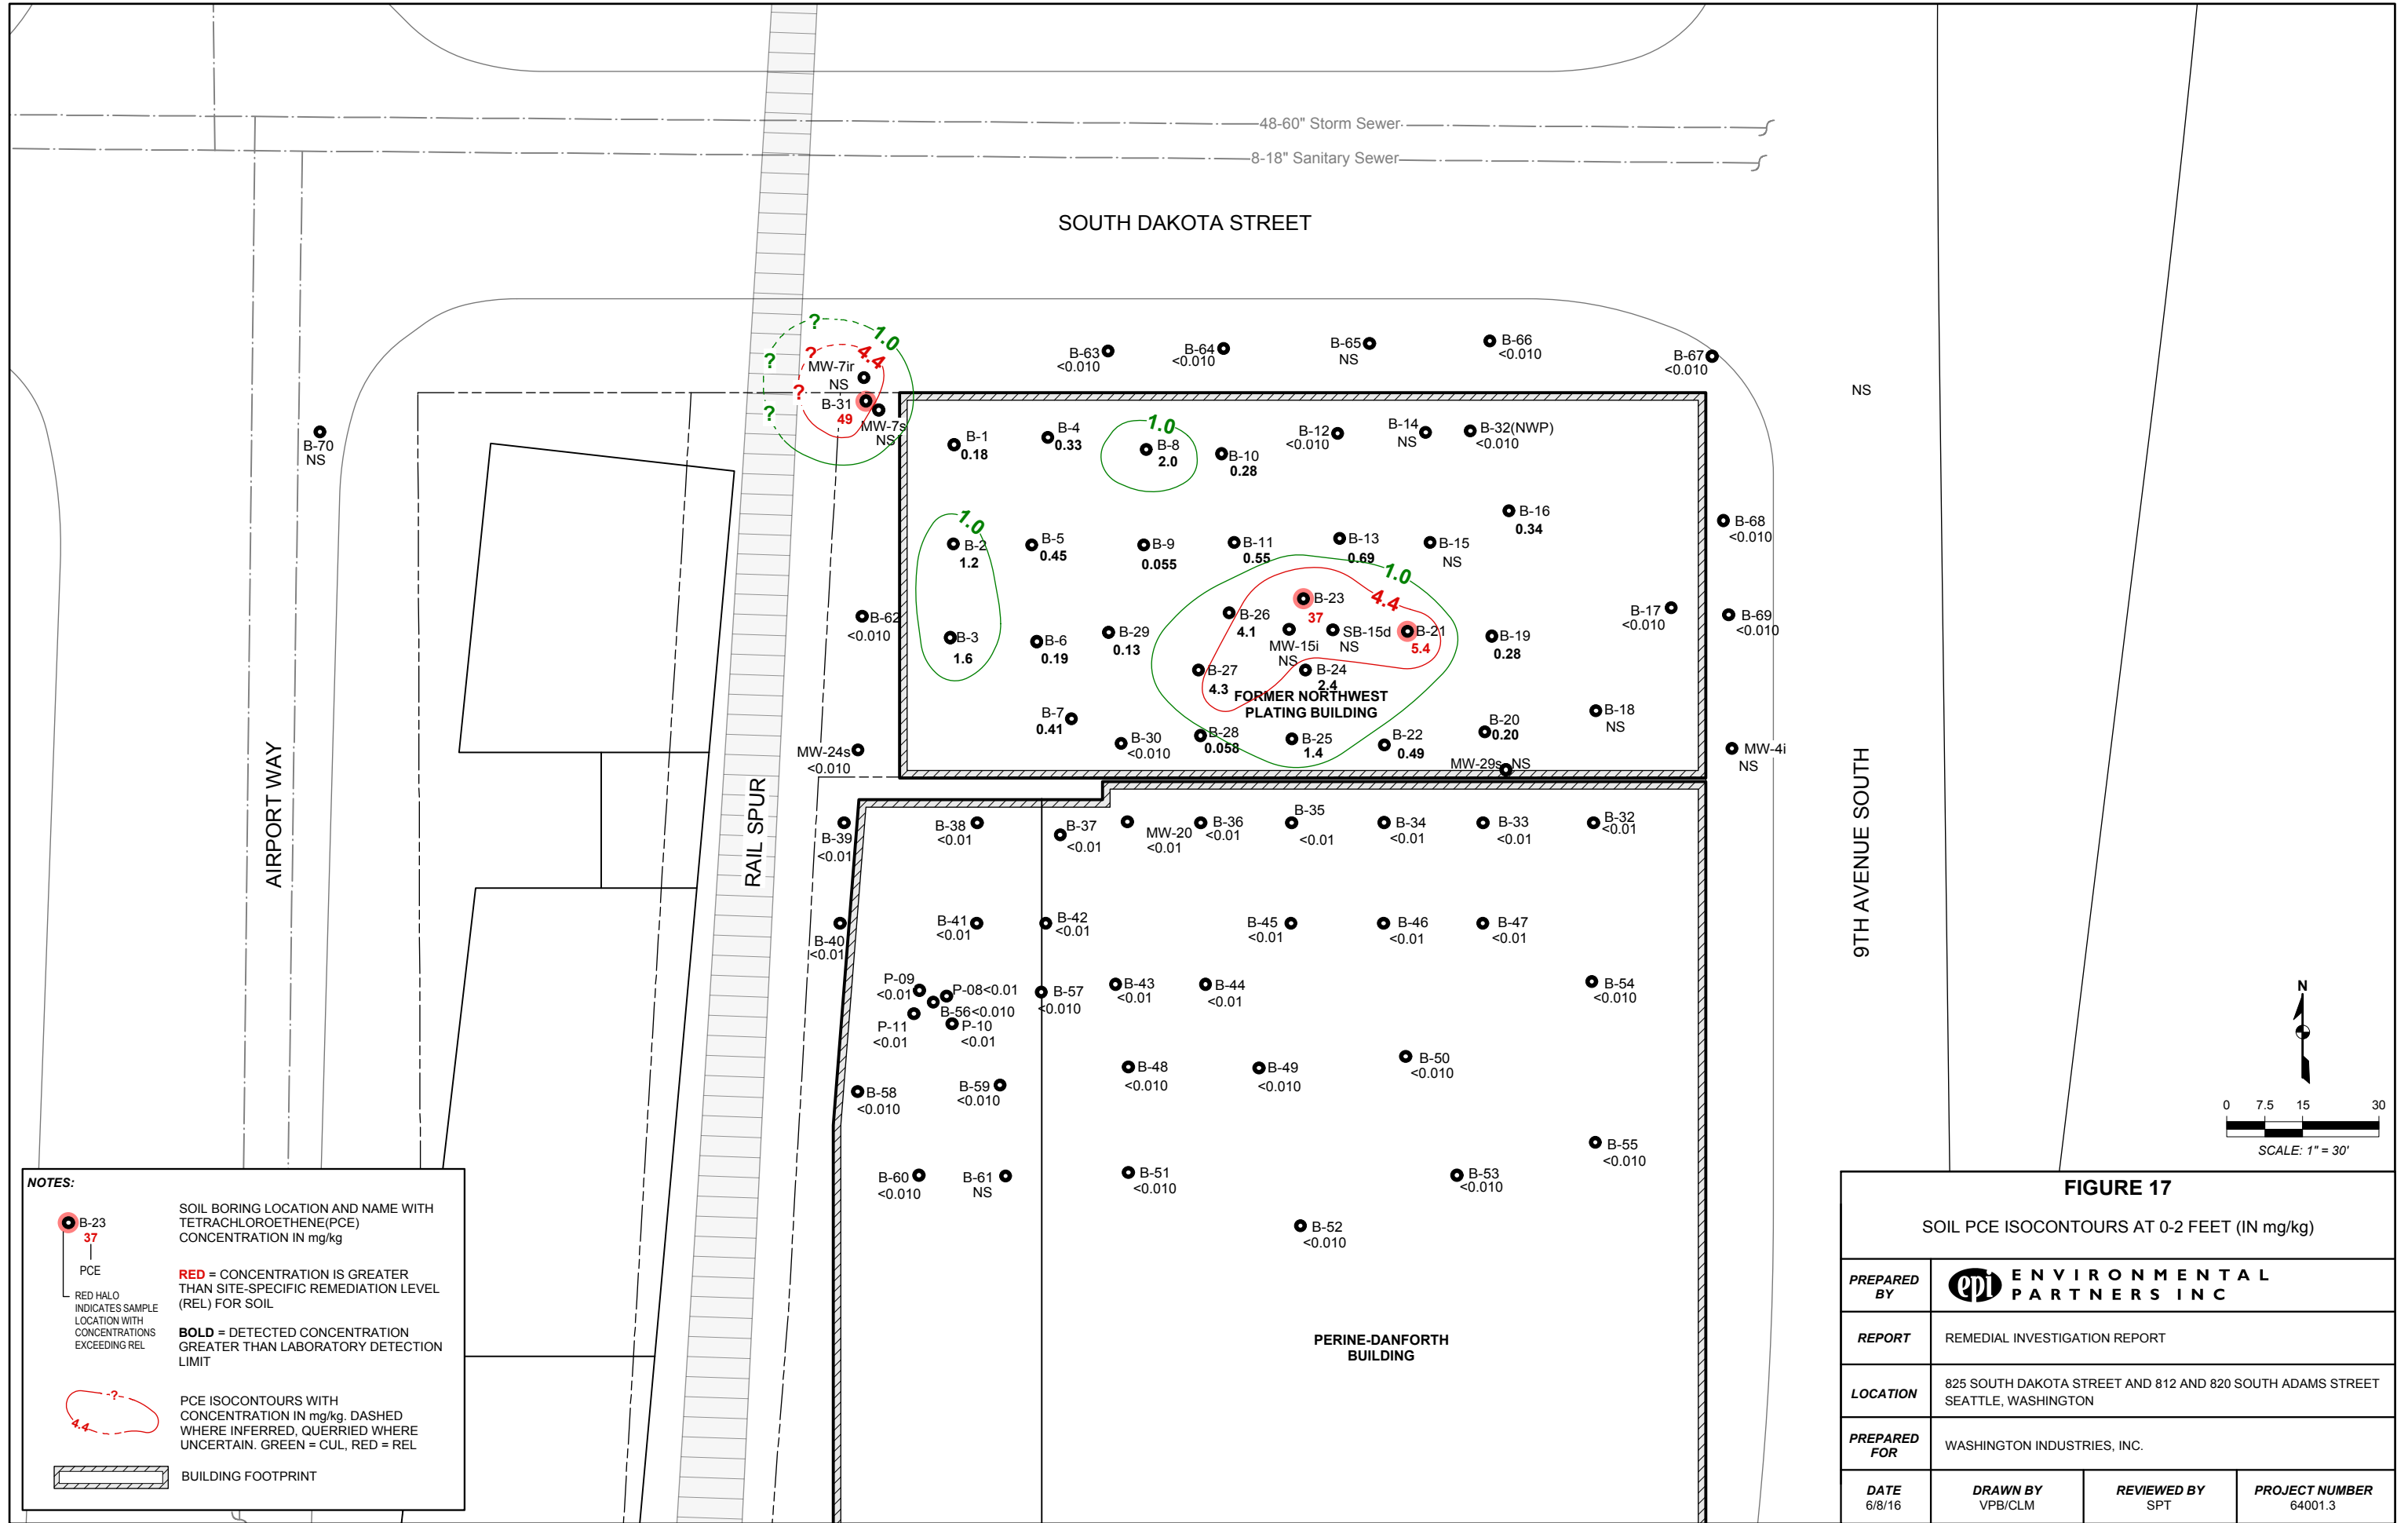 48-60" Storm Sewer
8-18" Sanitary Sewer
SOUTH DAKOTA STREET
AIRPORT WAY
RAIL SPUR
9TH AVENUE SOUTH
NS
?
?
?
1.0
?
?
4.4
MW-7ir
NS
B-31
49
MW-7s
NS
B-70
NS
B-63
<0.010
B-64
<0.010
B-65
NS
B-66
<0.010
B-67
<0.010
B-1
0.18
B-4
0.33
1.0
B-8
2.0
B-10
0.28
B-12
<0.010
B-14
NS
B-32(NWP)
<0.010
1.0
B-2
1.2
B-5
0.45
B-9
0.055
B-11
0.55
B-13
0.69
B-15
NS
B-16
0.34
B-68
<0.010
B-62
<0.010
B-3
1.6
B-6
0.19
B-29
0.13
B-26
4.1
B-23
37
4.4
1.0
MW-15i
NS
SB-15d
NS
B-21
5.4
B-19
0.28
B-17
<0.010
B-69
<0.010
B-27
4.3
B-24
2.4
FORMER NORTHWEST
PLATING BUILDING
B-7
0.41
B-30
<0.010
B-28
0.058
B-25
1.4
B-22
0.49
B-20
0.20
B-18
NS
MW-29s NS
MW-24s
<0.010
MW-4i
NS
B-39
<0.01
B-38
<0.01
B-37
<0.01
MW-20
<0.01
B-36
<0.01
B-35
<0.01
B-34
<0.01
B-33
<0.01
B-32
<0.01
B-40
<0.01
B-41
<0.01
B-42
<0.01
B-45
<0.01
B-46
<0.01
B-47
<0.01
P-09
<0.01
P-08<0.01
B-56<0.010
P-11
<0.01
P-10
<0.01
B-57
<0.010
B-43
<0.01
B-44
<0.01
B-54
<0.010
B-58
<0.010
B-59
<0.010
B-48
<0.010
B-49
<0.010
B-50
<0.010
B-55
<0.010
B-60
<0.010
B-61
NS
B-51
<0.010
B-53
<0.010
B-52
<0.010
PERINE-DANFORTH
BUILDING
N
0 7.5 15 30
SCALE: 1" = 30'
NOTES:
B-23
37
PCE
RED HALO
INDICATES SAMPLE
LOCATION WITH
CONCENTRATIONS
EXCEEDING REL
SOIL BORING LOCATION AND NAME WITH
TETRACHLOROETHENE(PCE)
CONCENTRATION IN mg/kg
RED = CONCENTRATION IS GREATER
THAN SITE-SPECIFIC REMEDIATION LEVEL
(REL) FOR SOIL
BOLD = DETECTED CONCENTRATION
GREATER THAN LABORATORY DETECTION
LIMIT
-?
4.4
PCE ISOCONTOURS WITH
CONCENTRATION IN mg/kg. DASHED
WHERE INFERRED, QUERRIED WHERE
UNCERTAIN. GREEN = CUL, RED = REL
BUILDING FOOTPRINT
FIGURE 17
SOIL PCE ISOCONTOURS AT 0-2 FEET (IN mg/kg)
PREPARED
BY
epi
ENVIRONMENTAL
PARTNERS INC
REPORT
REMEDIAL INVESTIGATION REPORT
LOCATION
825 SOUTH DAKOTA STREET AND 812 AND 820 SOUTH ADAMS STREET
SEATTLE, WASHINGTON
PREPARED
FOR
WASHINGTON INDUSTRIES, INC.
DATE
6/8/16
DRAWN BY
VPB/CLM
REVIEWED BY
SPT
PROJECT NUMBER
64001.3